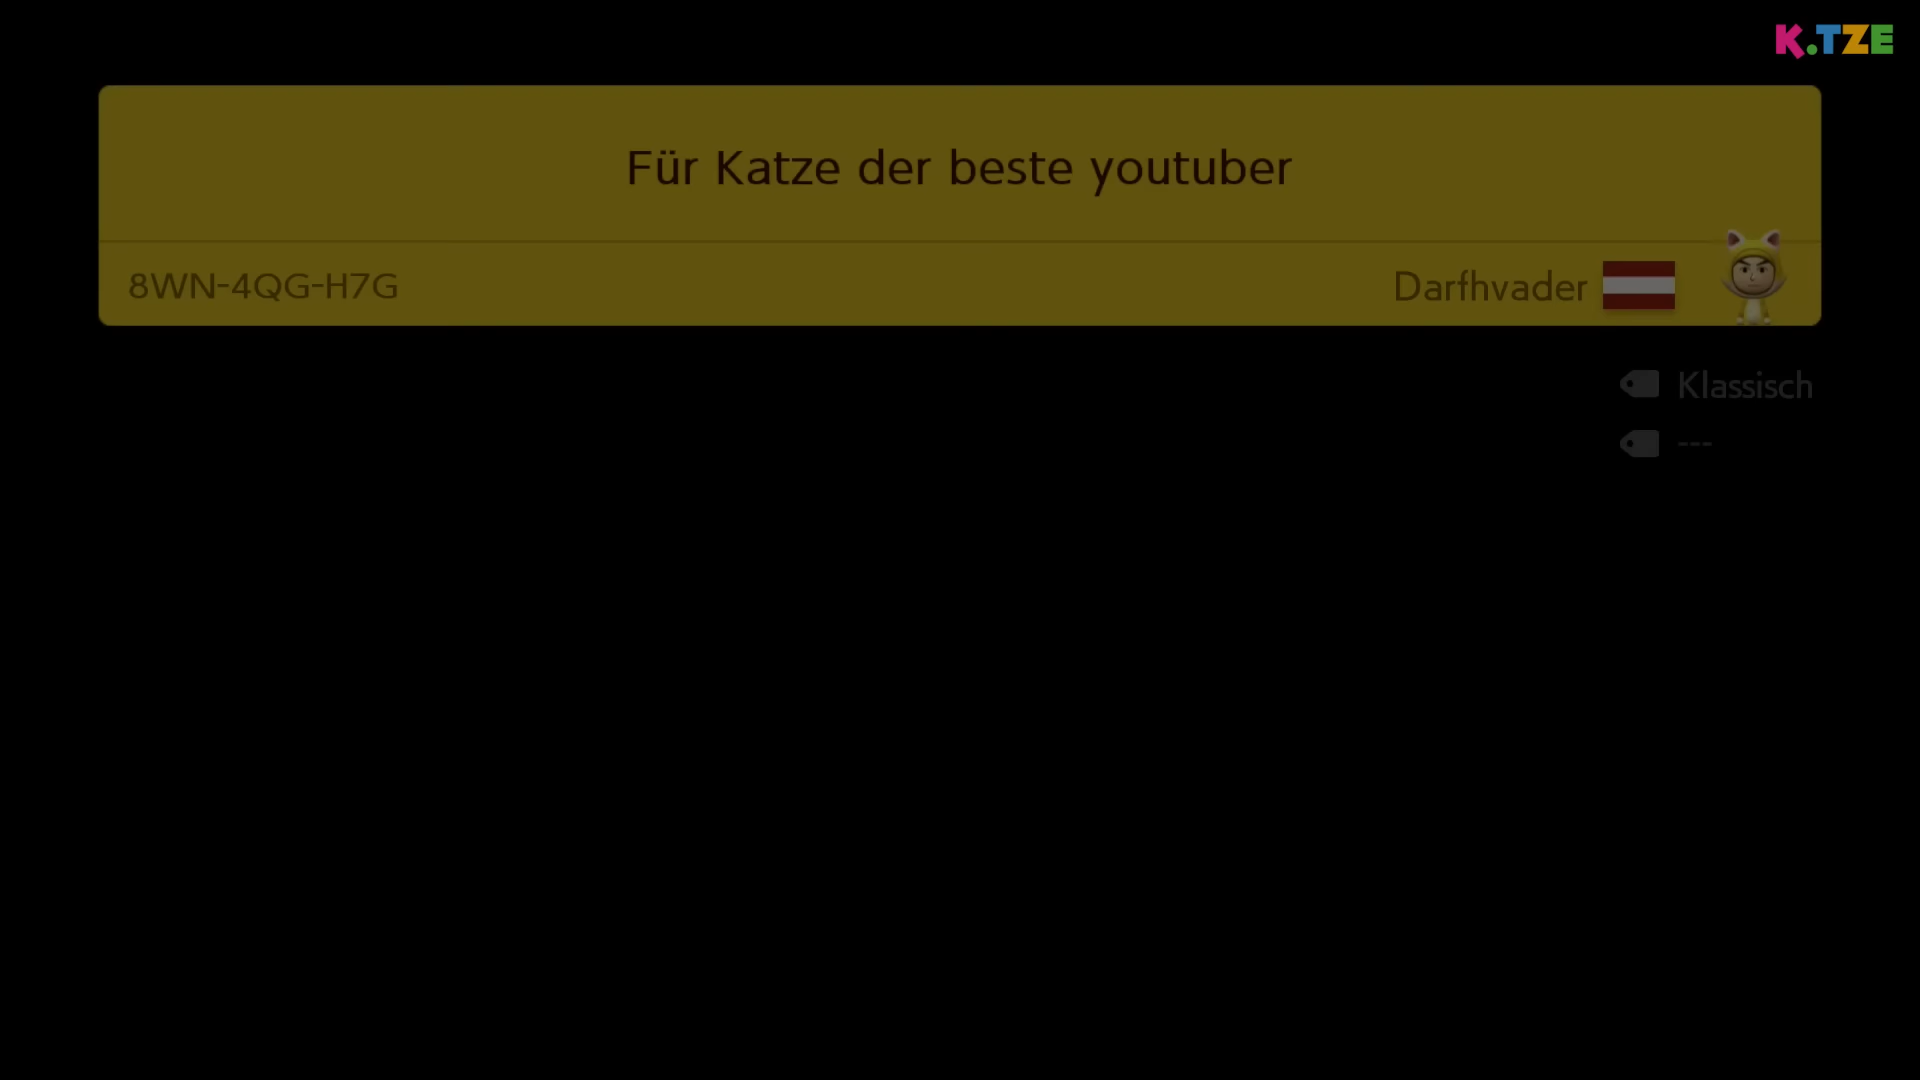 K.TZE
Für Katze der beste youtuber
8WN-4QG-H7G
Darfhvader
Klassisch
---